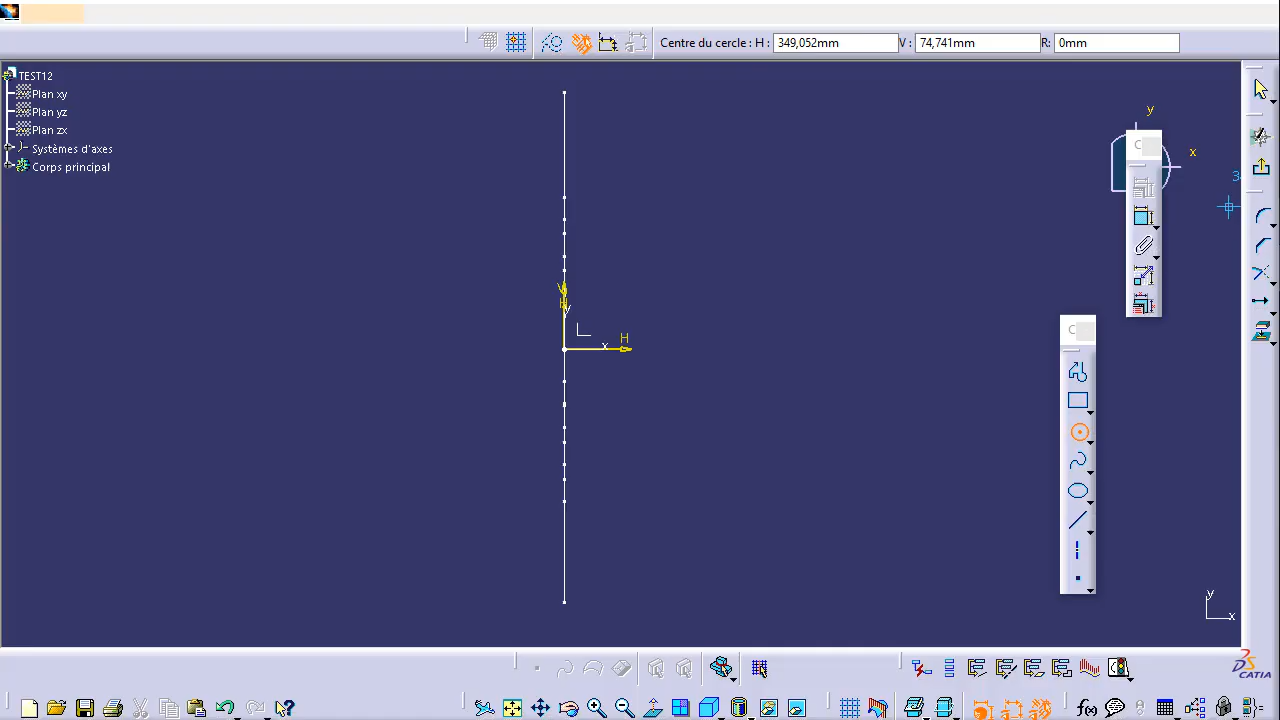 Centre du cercle : H : 349,052mm V : 74,741mm R: 0mm
TEST12
Plan xy
Plan yz
Plan zx
Systèmes d'axes
Corps principal
y
x
3
C
V
H
y
H
x
C
y
x
CATIA
f(x)